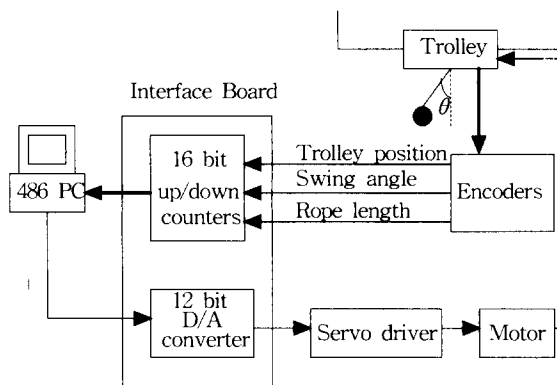 Trolley
θ
Interface Board
486 PC
16 bit
up/down
counters
Trolley position
Swing angle
Rope length
Encoders
12 bit
D/A
converter
Servo driver
Motor